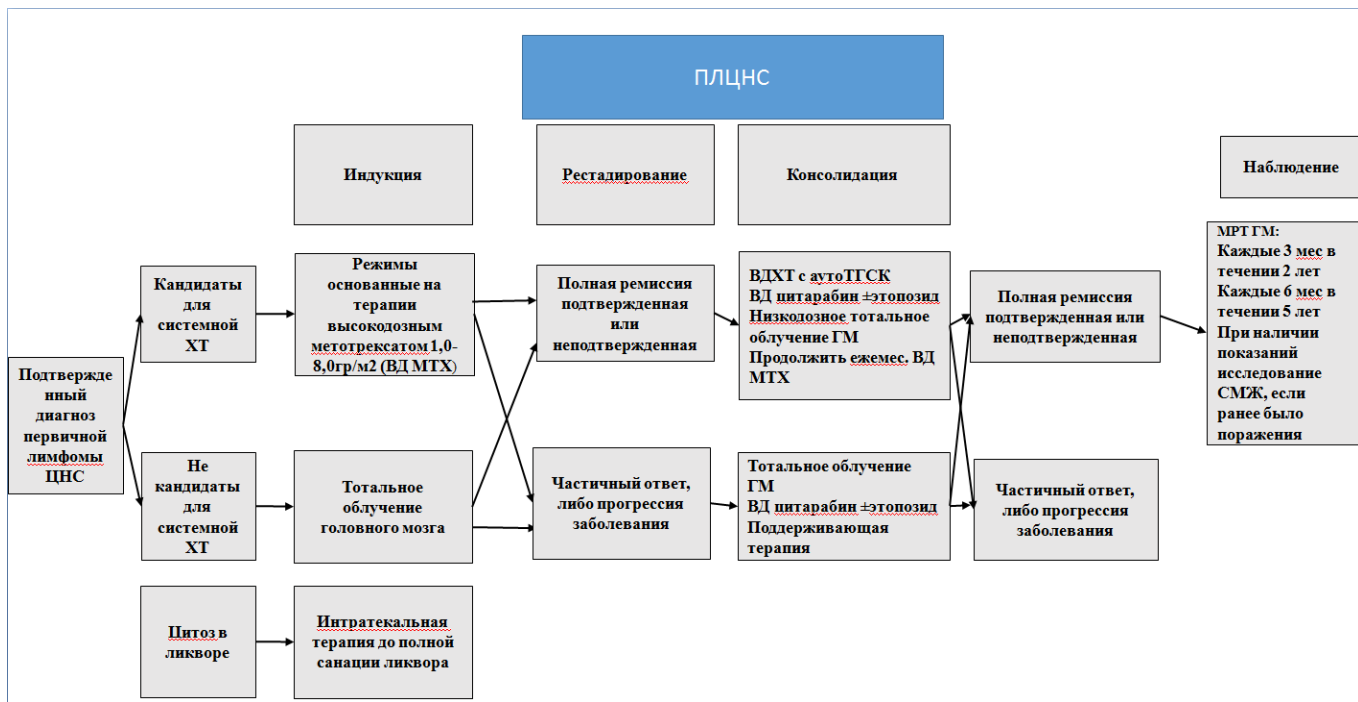 ПЛЦНС
Индукция
Рестадирование
Консолидация
Наблюдение
Подтвержде
нный
диагноз
первичной
лимфомы
ЦНС
Кандидаты
для
системной
ХТ
Режимы
основанные на
терапии
высокодозным
метотрексатом 1,0-
8,0гр/м2 (ВД МТХ)
Полная ремиссия
подтвержденная
или
неподтвержденная
ВДХТ с аутоТГСК
ВД цитарабин ±этопозид
Низкодозное тотальное
облучение ГМ
Продолжить ежемес. ВД
МТХ
Полная ремиссия
подтвержденная или
неподтвержденная
МРТ ГМ:
Каждые 3 мес в
течении 2 лет
Каждые 6 мес в
течении 5 лет
При наличии
показаний
исследование
СМЖ, если
ранее было
поражения
Не
кандидаты
для
системной
ХТ
Тотальное
облучение
головного мозга
Частичный ответ,
либо прогрессия
заболевания
Тотальное облучение
ГМ
ВД цитарабин ±этопозид
Поддерживающая
терапия
Частичный ответ,
либо прогрессия
заболевания
Цитоз в
ликворе
Интратекальная
терапия до полной
санации ликвора